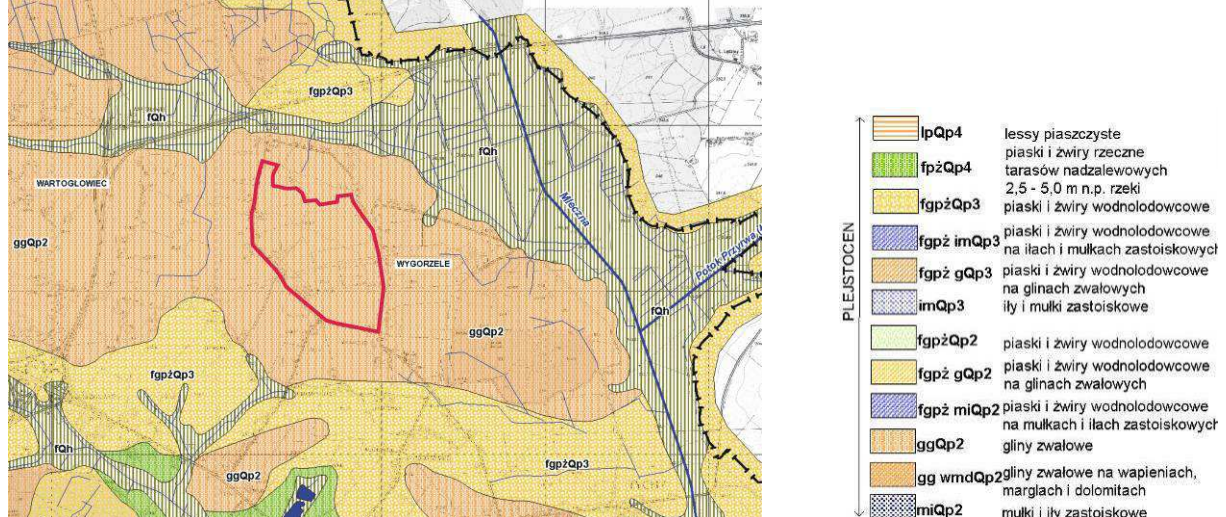 fgpżQp3
fQh
fQh
WARTOGŁOWIEC
Mleczna
ggQp2
WYGORZELE
Potok Przyrwa
fQh
ggQp2
fgpżQp3
fQh
ggQp2
fgpżQp3
PLEJSTOCEN
lpQp4 lessy piaszczyste
fpżQp4 piaski i żwiry rzeczne
tarasów nadzalewowych
2,5 - 5,0 m n.p. rzeki
fgpżQp3 piaski i żwiry wodnolodowcowe
fgpż imQp3 piaski i żwiry wodnolodowcowe
na iłach i mułkach zastoiskowych
fgpż gQp3 piaski i żwiry wodnolodowcowe
na glinach zwałowych
imQp3 iły i mułki zastoiskowe
fgpżQp2 piaski i żwiry wodnolodowcowe
fgpż gQp2 piaski i żwiry wodnolodowcowe
na glinach zwałowych
fgpż miQp2 piaski i żwiry wodnolodowcowe
na mułkach i iłach zastoiskowych
ggQp2 gliny zwałowe
gg wmdQp2 gliny zwałowe na wapieniach,
marglach i dolomitach
miQp2 mułki i iły zastoiskowe